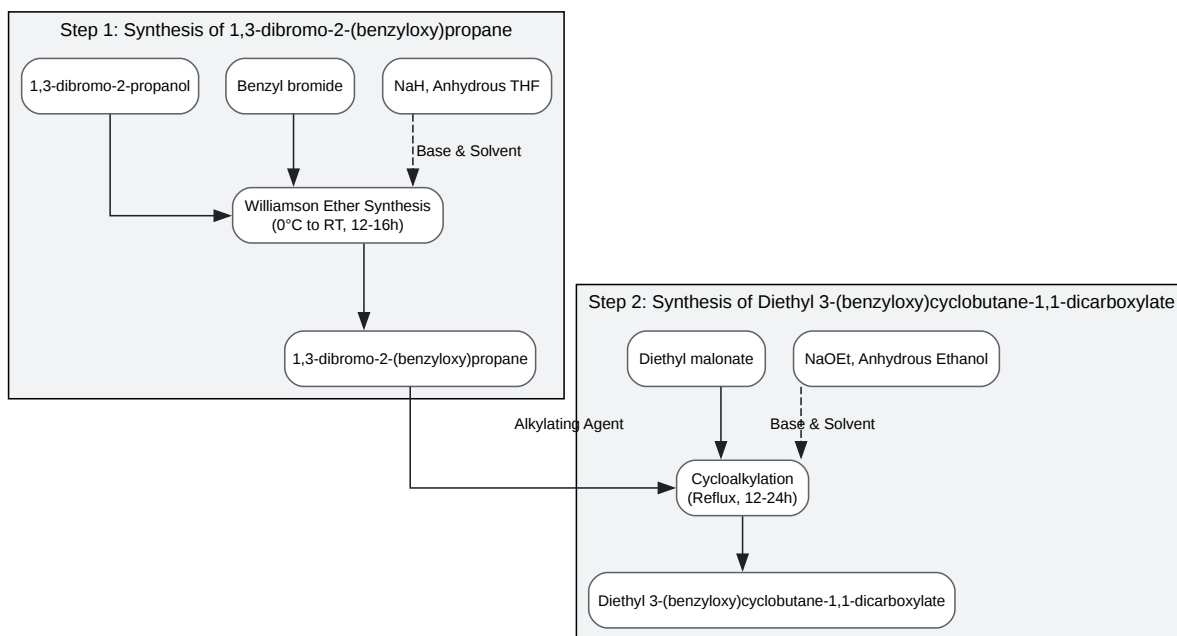 Step 1: Synthesis of 1,3-dibromo-2-(benzyloxy)propane
1,3-dibromo-2-propanol
Benzyl bromide
NaH, Anhydrous THF
Base & Solvent
Williamson Ether Synthesis
(0°C to RT, 12-16h)
1,3-dibromo-2-(benzyloxy)propane
Alkylating Agent
Step 2: Synthesis of Diethyl 3-(benzyloxy)cyclobutane-1,1-dicarboxylate
Diethyl malonate
NaOEt, Anhydrous Ethanol
Base & Solvent
Cycloalkylation
(Reflux, 12-24h)
Diethyl 3-(benzyloxy)cyclobutane-1,1-dicarboxylate